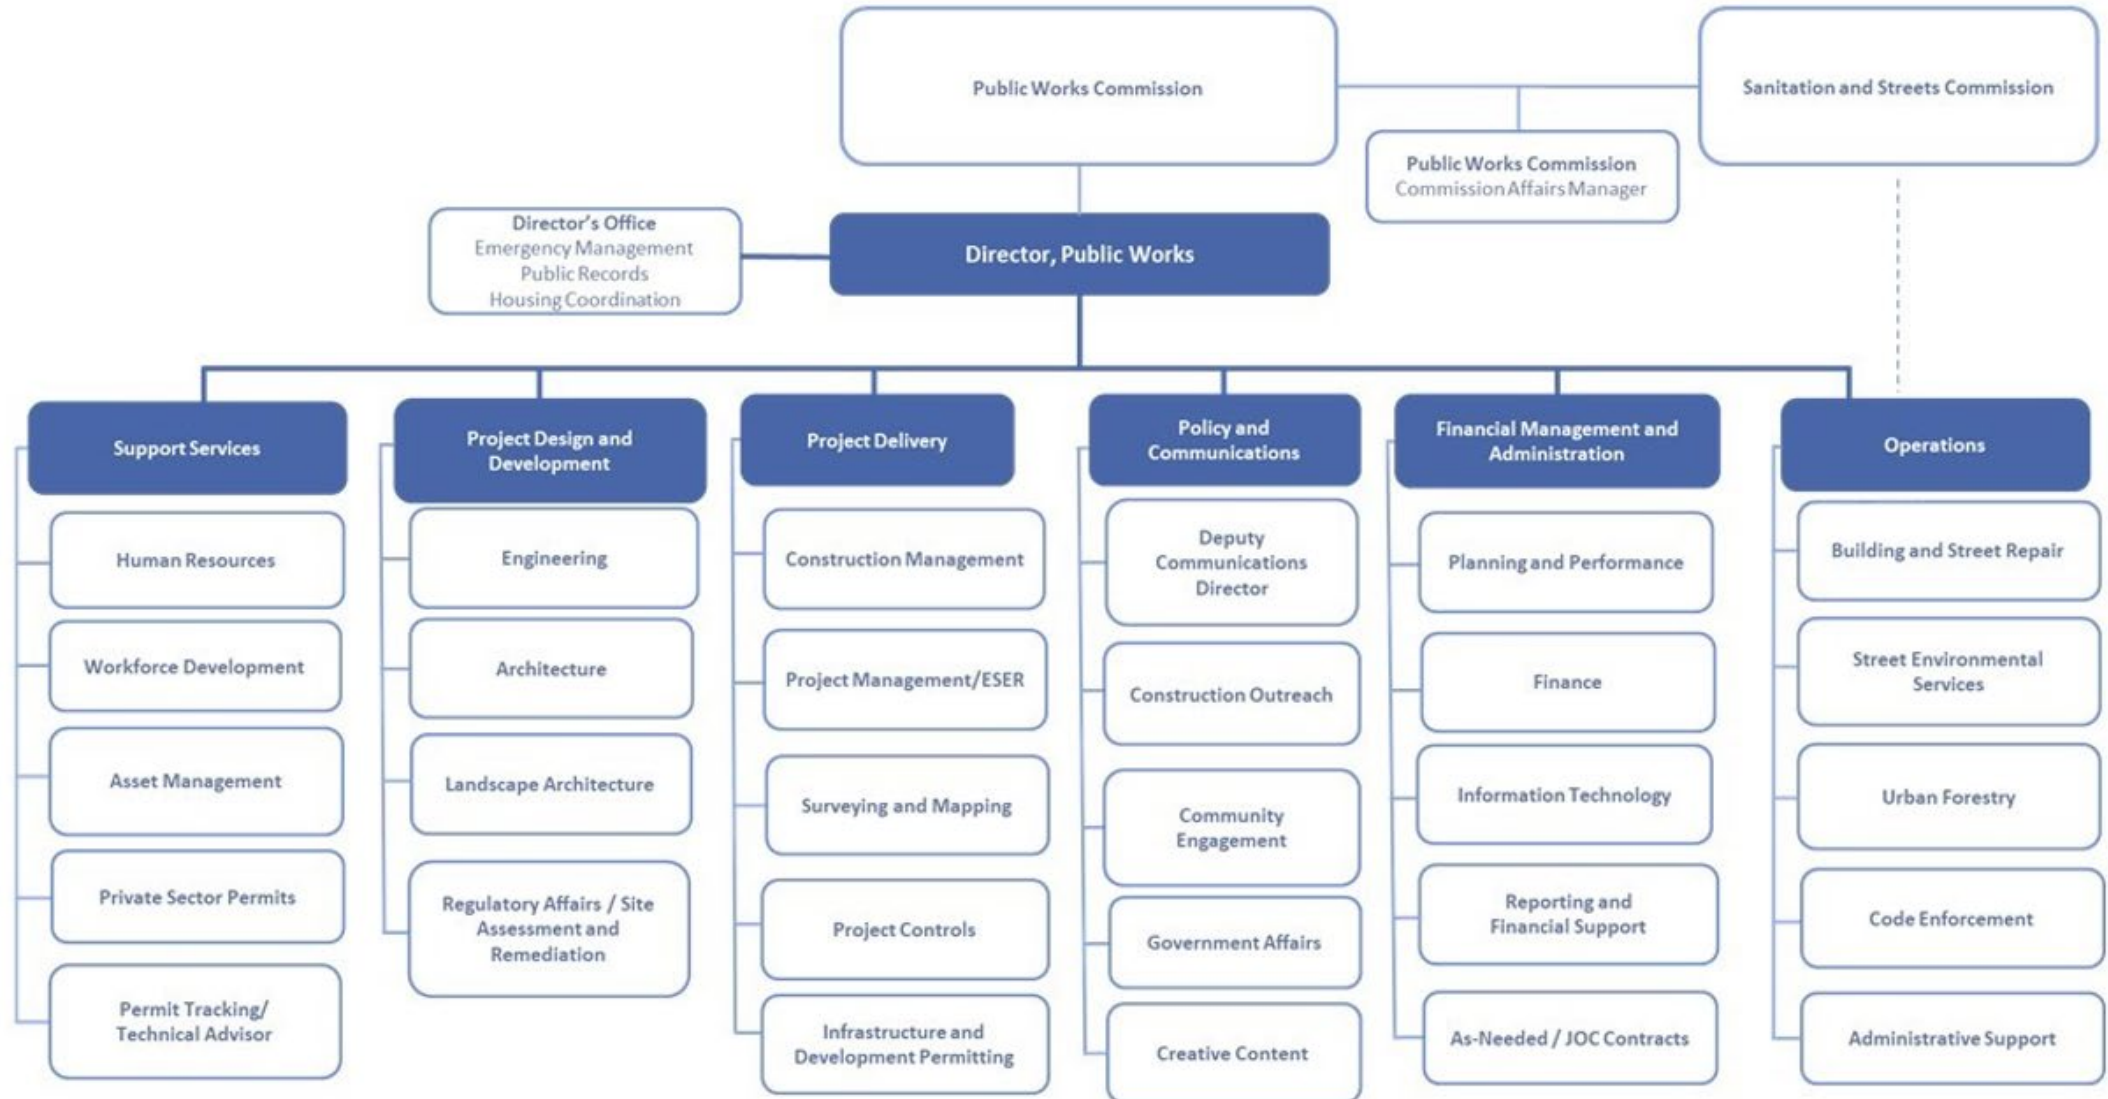 Public Works Commission
Sanitation and Streets Commission
Public Works Commission
Commission Affairs Manager
Director's Office
Emergency Management
Public Records
Housing Coordination
Director, Public Works
Support Services
Human Resources
Workforce Development
Asset Management
Private Sector Permits
Permit Tracking/
Technical Advisor
Project Design and
Development
Engineering
Architecture
Landscape Architecture
Regulatory Affairs / Site
Assessment and
Remediation
Project Delivery
Construction Management
Project Management/ESER
Surveying and Mapping
Project Controls
Infrastructure and
Development Permitting
Policy and
Communications
Deputy
Communications
Director
Construction Outreach
Community
Engagement
Government Affairs
Creative Content
Financial Management and
Administration
Planning and Performance
Finance
Information Technology
Reporting and
Financial Support
As-Needed / JOC Contracts
Operations
Building and Street Repair
Street Environmental
Services
Urban Forestry
Code Enforcement
Administrative Support